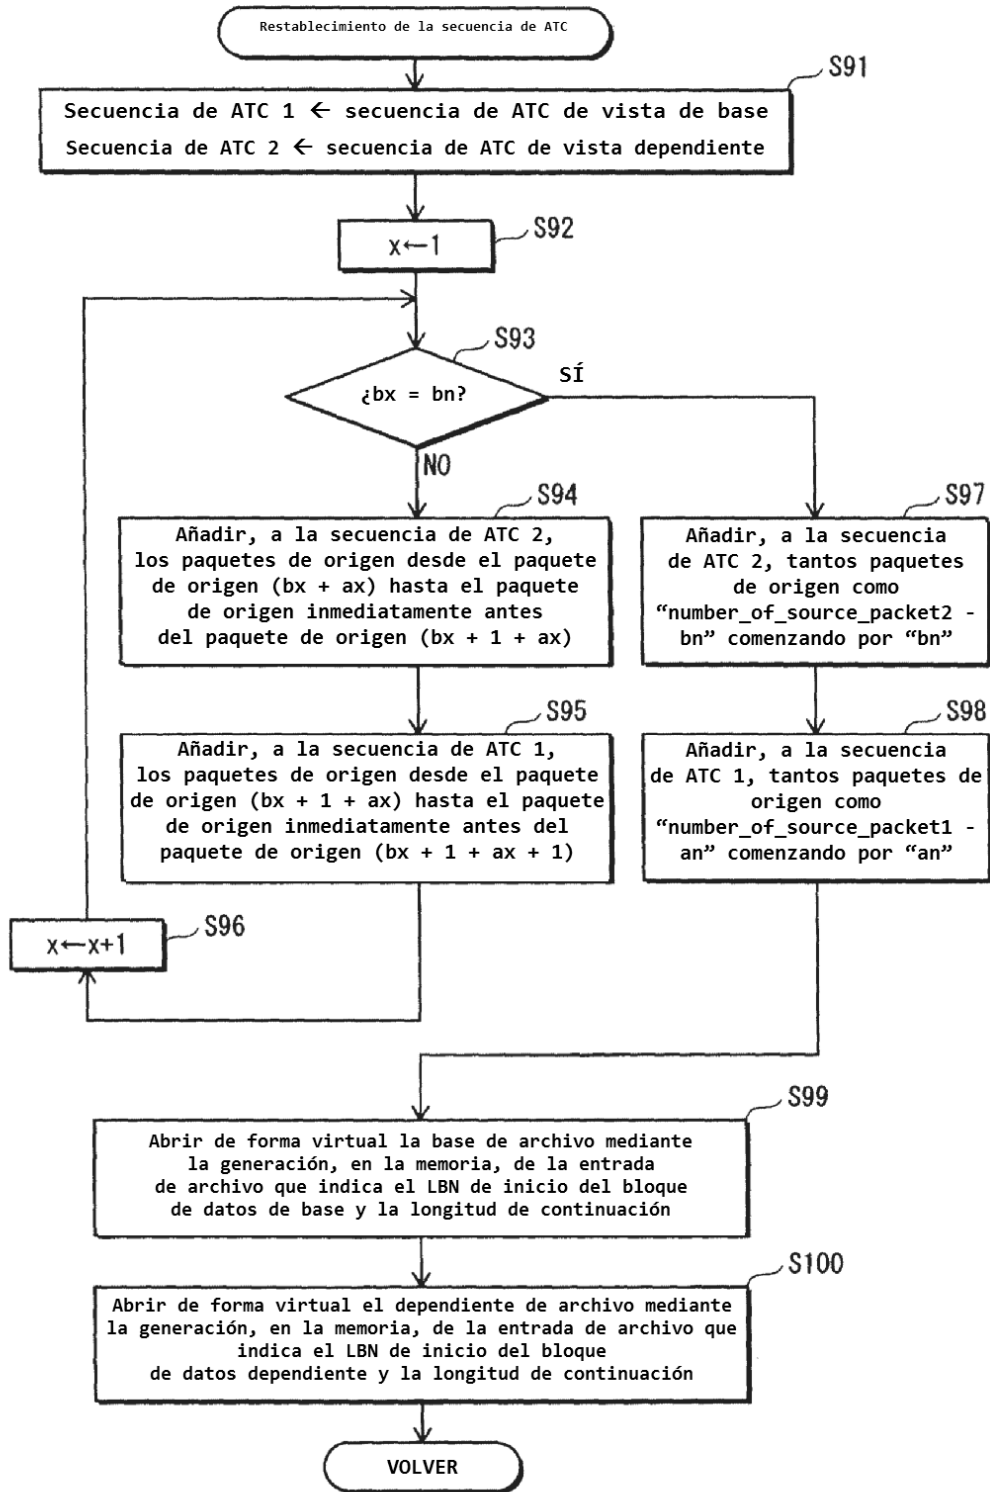 Restablecimiento de la secuencia de ATC
S91
Secuencia de ATC 1 ← secuencia de ATC de vista de base
Secuencia de ATC 2 ← secuencia de ATC de vista dependiente
S92
x←1
S93
¿bx = bn?
SÍ
NO
S94
Añadir, a la secuencia de ATC 2,
los paquetes de origen desde el paquete
de origen (bx + ax) hasta el paquete
de origen inmediatamente antes
del paquete de origen (bx + 1 + ax)
S97
Añadir, a la secuencia
de ATC 2, tantos paquetes
de origen como
“number_of_source_packet2 -
bn” comenzando por “bn”
S95
Añadir, a la secuencia de ATC 1,
los paquetes de origen desde el paquete
de origen (bx + 1 + ax) hasta el paquete
de origen inmediatamente antes del
paquete de origen (bx + 1 + ax + 1)
S98
Añadir, a la secuencia
de ATC 1, tantos paquetes de
origen como
“number_of_source_packet1 -
an” comenzando por “an”
S96
x←x+1
S99
Abrir de forma virtual la base de archivo mediante
la generación, en la memoria, de la entrada
de archivo que indica el LBN de inicio del bloque
de datos de base y la longitud de continuación
S100
Abrir de forma virtual el dependiente de archivo mediante
la generación, en la memoria, de la entrada de archivo que
indica el LBN de inicio del bloque
de datos dependiente y la longitud de continuación
VOLVER